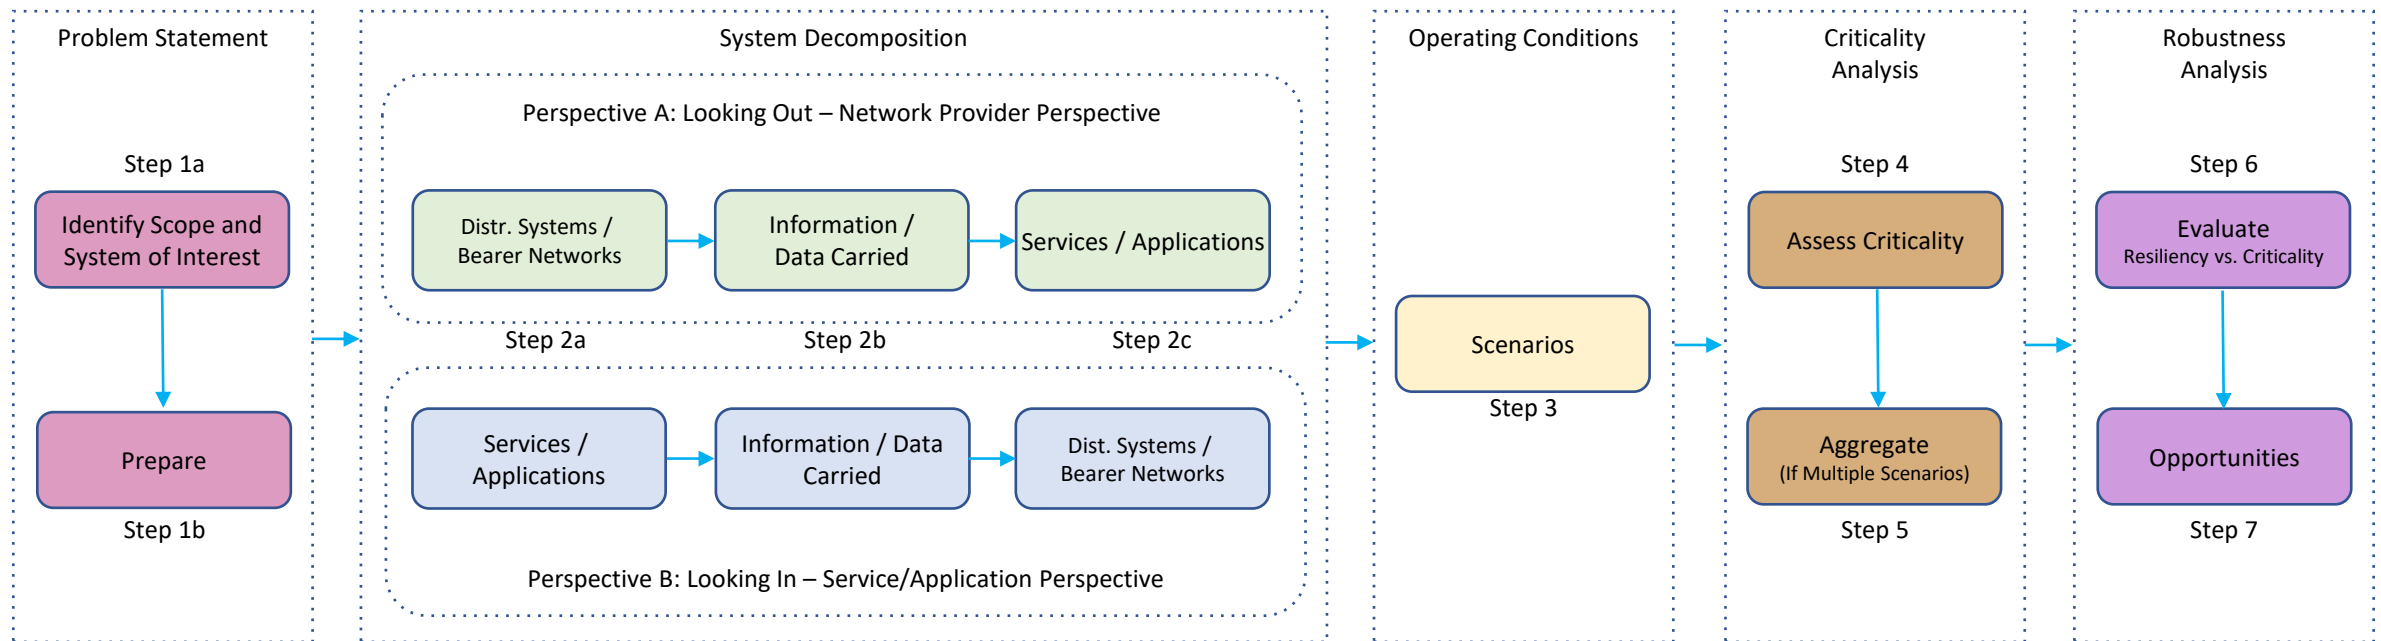 Problem Statement
Step 1a
Identify Scope and
System of Interest
Prepare
Step 1b
System Decomposition
Perspective A: Looking Out – Network Provider Perspective
Distr. Systems /
Bearer Networks
Information /
Data Carried
Services / Applications
Step 2a
Step 2b
Step 2c
Services /
Applications
Information / Data
Carried
Dist. Systems /
Bearer Networks
Perspective B: Looking In – Service/Application Perspective
Operating Conditions
Scenarios
Step 3
Criticality
Analysis
Step 4
Assess Criticality
Aggregate
(If Multiple Scenarios)
Step 5
Robustness
Analysis
Step 6
Evaluate
Resiliency vs. Criticality
Opportunities
Step 7